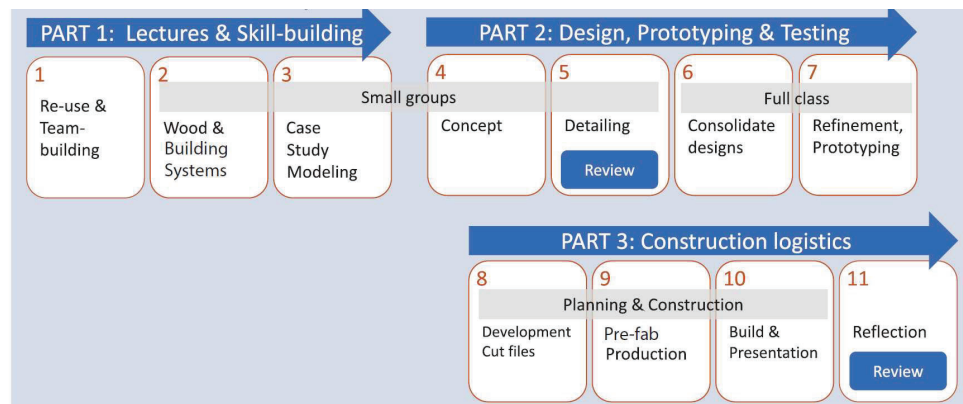 PART 1: Lectures & Skill-building
PART 2: Design, Prototyping & Testing
1
2
3
4
5
6
7
Small groups
Full class
Re-use &
Team-
building
Wood &
Building
Systems
Case
Study
Modeling
Concept
Detailing
Review
Consolidate
designs
Refinement,
Prototyping
PART 3: Construction logistics
8
9
10
11
Planning & Construction
Development
Cut files
Pre-fab
Production
Build &
Presentation
Reflection
Review